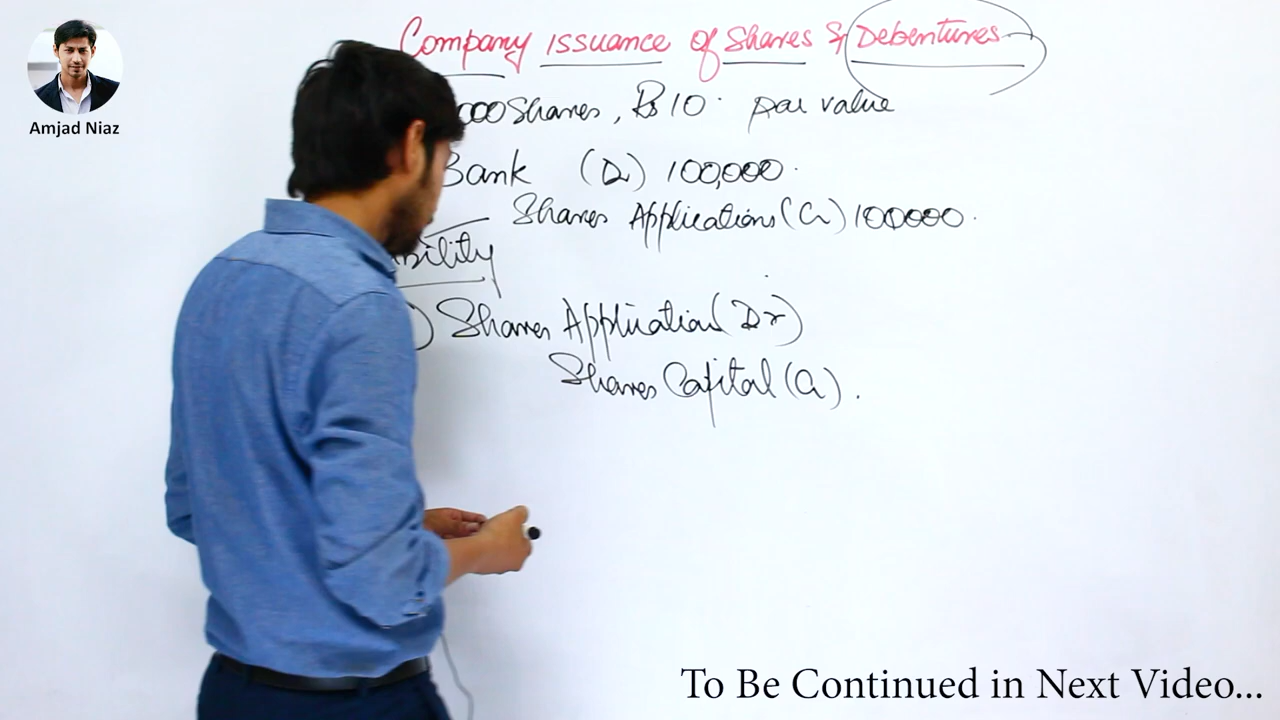 Amjad Niaz
Company issuance of shares & Debentures
000 Shares, Rs 10. par value
Bank (Dr) 100,000.
Shares Applications (Cr) 100000.
bility
) Shares Application (Dr)
Shares Capital (Cr).
To Be Continued in Next Video...